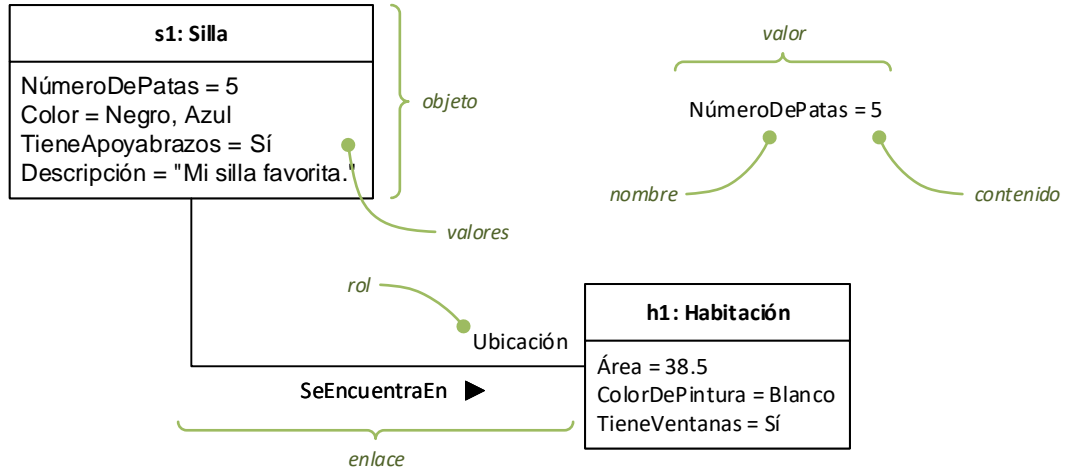 s1: Silla
NúmeroDePatas = 5
Color = Negro, Azul
TieneApoyabrazos = Sí
Descripción = "Mi silla favorita."
objeto
valores
valor
NúmeroDePatas = 5
nombre
contenido
rol
Ubicación
SeEncuentraEn
enlace
h1: Habitación
Área = 38.5
ColorDePintura = Blanco
TieneVentanas = Sí